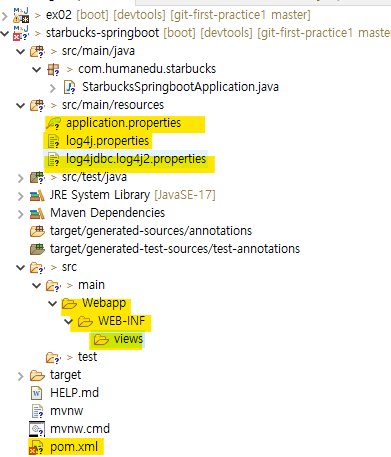 > ex02 [boot] [devtools] [git-first-practice1 master]
> starbucks-springboot [boot] [devtools] [git-first-practice1 maste
> src/main/java
> com.humanedu.starbucks
> StarbucksSpringbootApplication.java
> src/main/resources
application.properties
log4j.properties
log4jdbc.log4j2.properties
> src/test/java
JRE System Library [JavaSE-17]
Maven Dependencies
target/generated-sources/annotations
target/generated-test-sources/test-annotations
> src
> main
Webapp
WEB-INF
views
> test
target
HELP.md
mvnw
mvnw.cmd
pom.xml